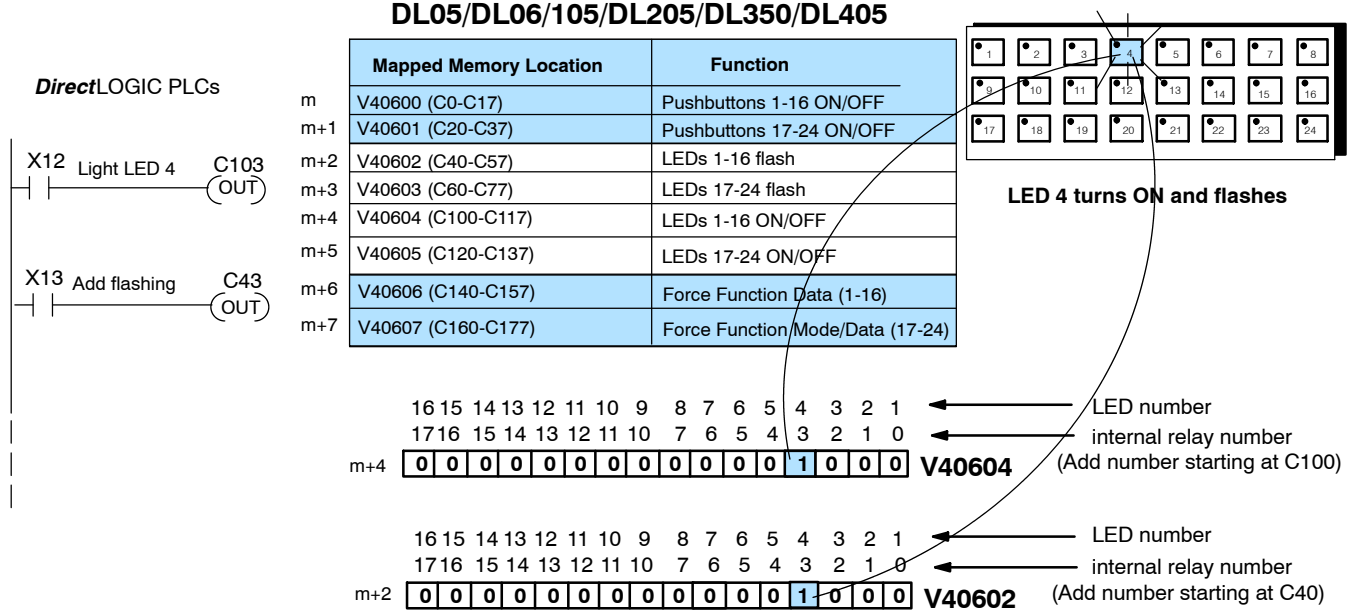 DL05/DL06/105/DL205/DL350/DL405
DirectLOGIC PLCs
X12 Light LED 4 C103
OUT
X13 Add flashing C43
OUT
Mapped Memory Location Function
m V40600 (C0-C17) Pushbuttons 1-16 ON/OFF
m+1 V40601 (C20-C37) Pushbuttons 17-24 ON/OFF
m+2 V40602 (C40-C57) LEDs 1-16 flash
m+3 V40603 (C60-C77) LEDs 17-24 flash
m+4 V40604 (C100-C117) LEDs 1-16 ON/OFF
m+5 V40605 (C120-C137) LEDs 17-24 ON/OFF
m+6 V40606 (C140-C157) Force Function Data (1-16)
m+7 V40607 (C160-C177) Force Function Mode/Data (17-24)
1 2 3 4 5 6 7 8
9 10 11 12 13 14 15 16
17 18 19 20 21 22 23 24
LED 4 turns ON and flashes
16 15 14 13 12 11 10 9 8 7 6 5 4 3 2 1 LED number
17 16 15 14 13 12 11 10 7 6 5 4 3 2 1 0 internal relay number
(Add number starting at C100)
m+4 0 0 0 0 0 0 0 0 0 0 0 0 1 0 0 0 V40604
16 15 14 13 12 11 10 9 8 7 6 5 4 3 2 1 LED number
17 16 15 14 13 12 11 10 7 6 5 4 3 2 1 0 internal relay number
(Add number starting at C40)
m+2 0 0 0 0 0 0 0 0 0 0 0 0 1 0 0 0 V40602